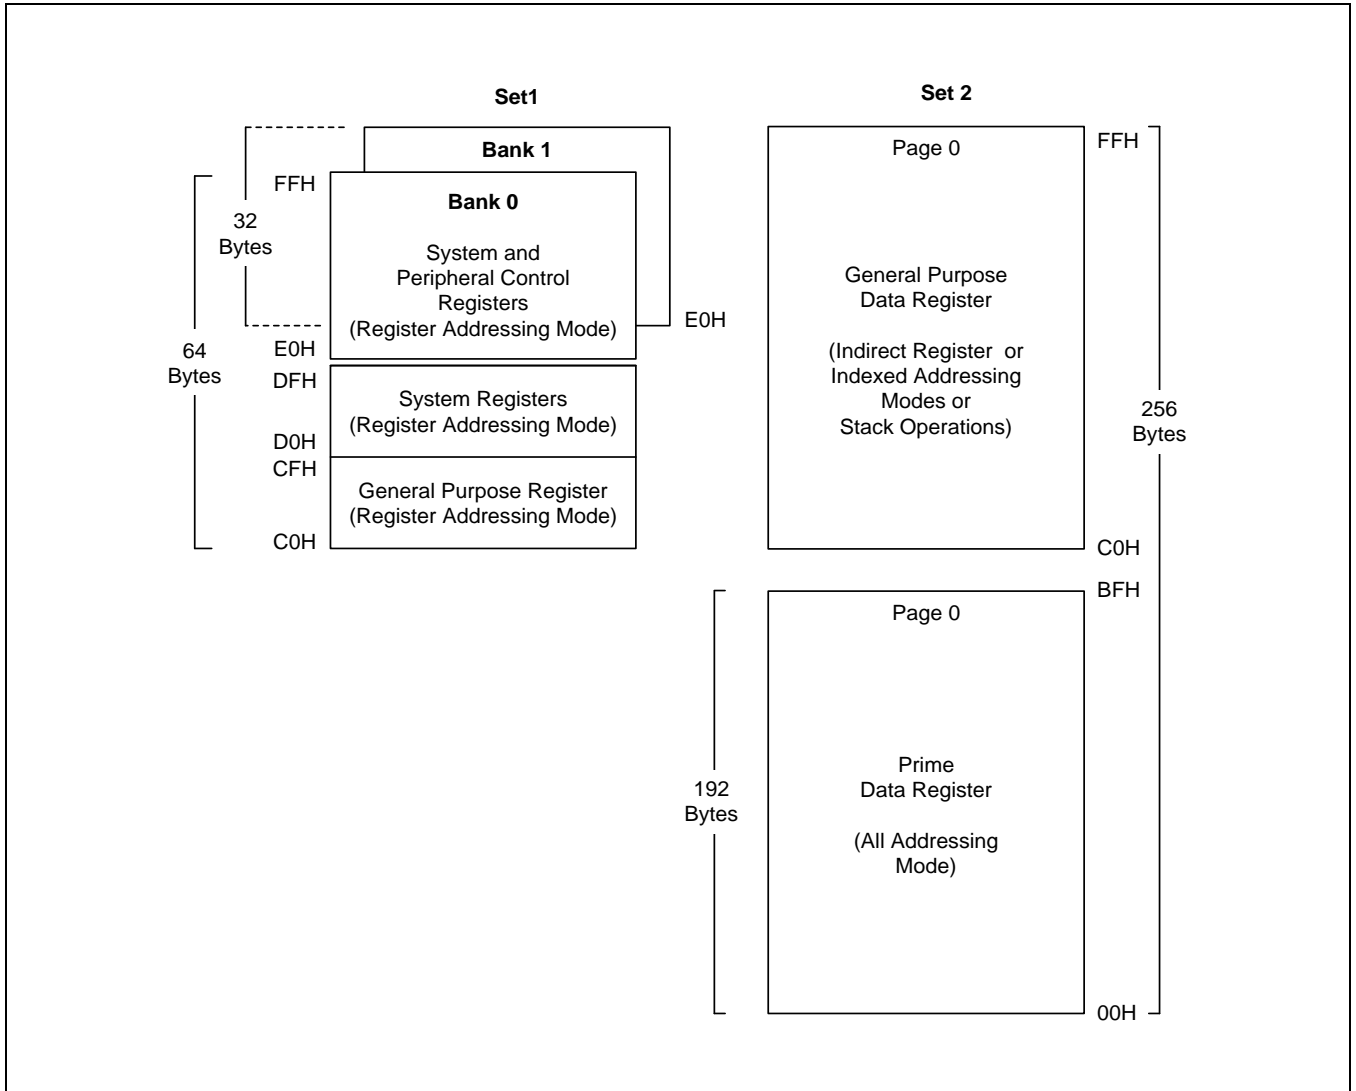 Set1
Bank 1
FFH
Bank 0
32
Bytes
System and
Peripheral Control
Registers
(Register Addressing Mode)
E0H
64
Bytes
E0H
DFH
System Registers
(Register Addressing Mode)
D0H
CFH
General Purpose Register
(Register Addressing Mode)
C0H
Set 2
Page 0
FFH
General Purpose
Data Register
(Indirect Register or
Indexed Addressing
Modes or
Stack Operations)
256
Bytes
C0H
BFH
Page 0
192
Bytes
Prime
Data Register
(All Addressing
Mode)
00H